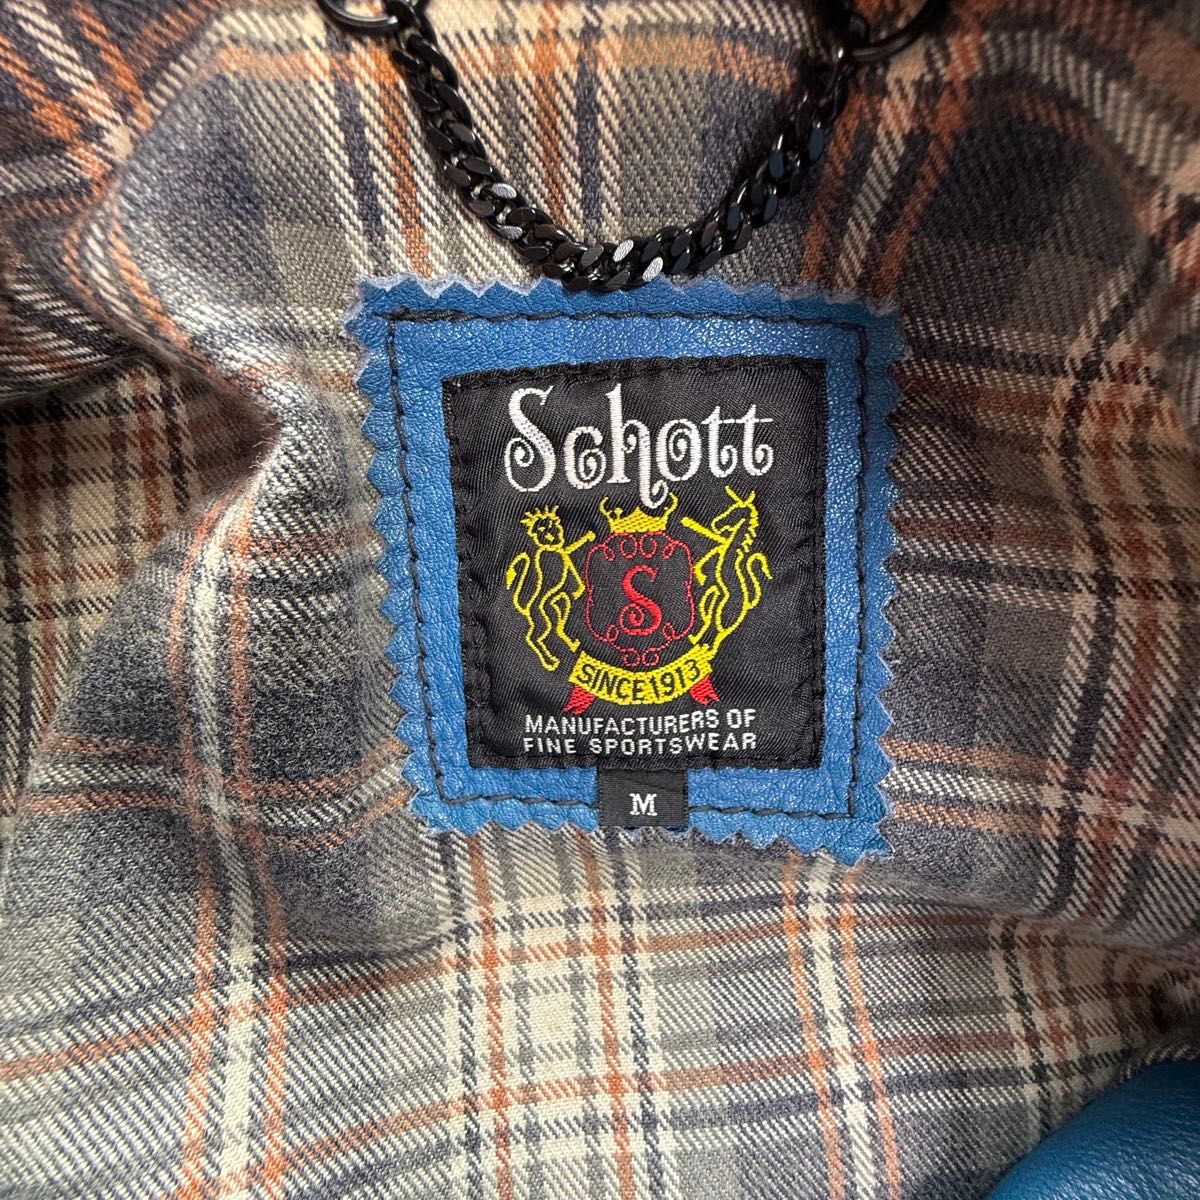 Schott
S
SINCE 1913
MANUFACTURERS OF
FINE SPORTSWEAR
M